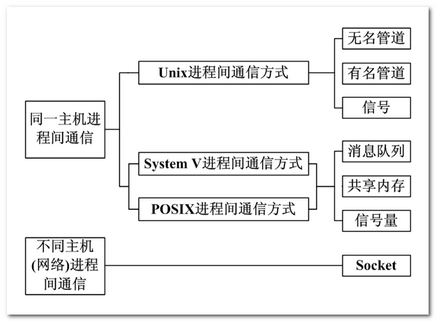 无名管道
Unix进程间通信方式
有名管道
信号
同一主机进
程间通信
消息队列
System V进程间通信方式
共享内存
POSIX进程间通信方式
信号量
不同主机
(网络)进程
间通信
Socket